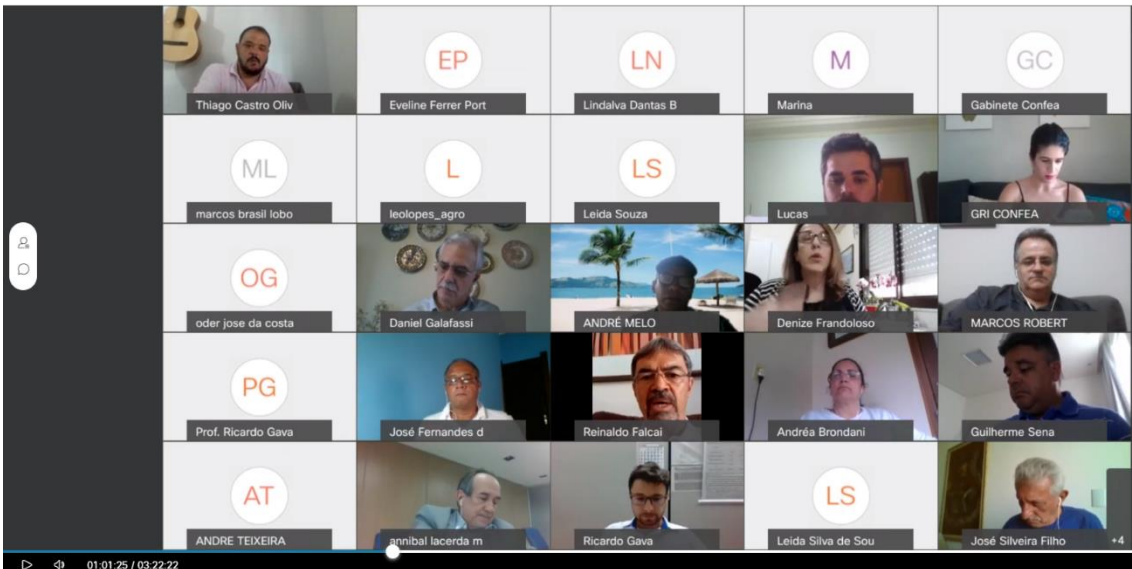 Thiago Castro Oliv
EP
Eveline Ferrer Port
LN
Lindalva Dantas B
M
Marina
GC
Gabinete Confea
ML
marcos brasil lobo
L
leolopes_agro
LS
Leida Souza
Lucas
GRI CONFEA
OG
oder jose da costa
Daniel Galafassi
ANDRÉ MELO
Denize Frandoloso
MARCOS ROBERT
PG
Prof. Ricardo Gava
José Fernandes d
Reinaldo Falcai
Andréa Brondani
Guilherme Sena
AT
ANDRE TEIXEIRA
annibal lacerda m
Ricardo Gava
LS
Leida Silva de Sou
José Silveira Filho
+4
01:01:25 / 03:22:22